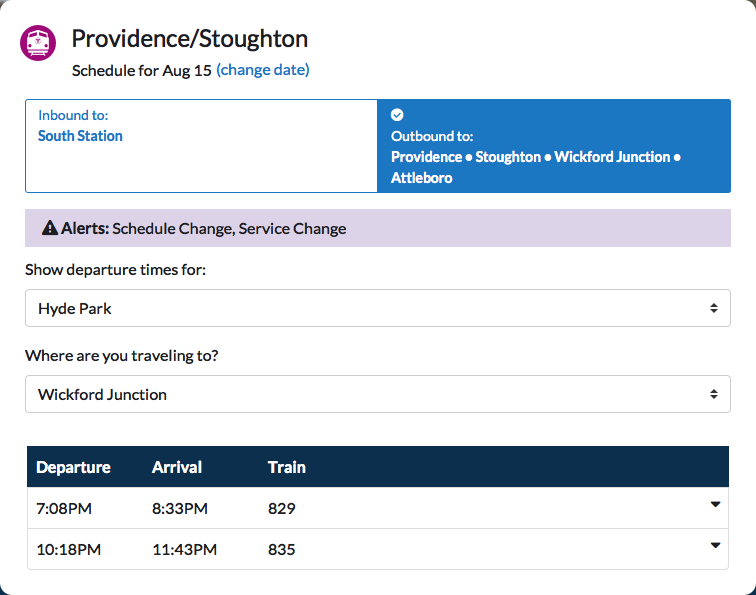 Providence/Stoughton
Schedule for Aug 15 (change date)
Inbound to:
South Station
Outbound to:
Providence • Stoughton • Wickford Junction •
Attleboro
Alerts: Schedule Change, Service Change
Show departure times for:
Hyde Park
Where are you traveling to?
Wickford Junction
Departure Arrival Train
7:08PM 8:33PM 829
10:18PM 11:43PM 835